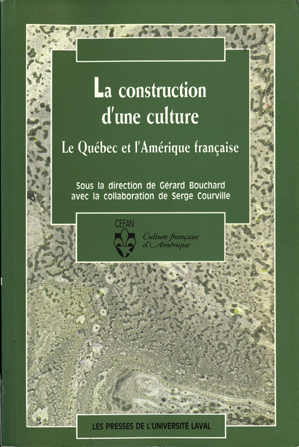 La construction
d'une culture
Le Québec et l'Amérique française
Sous la direction de Gérard Bouchard
avec la collaboration de Serge Courville
CEFAN
Culture française
d'Amérique
LES PRESSES DE L'UNIVERSITÉ LAVAL